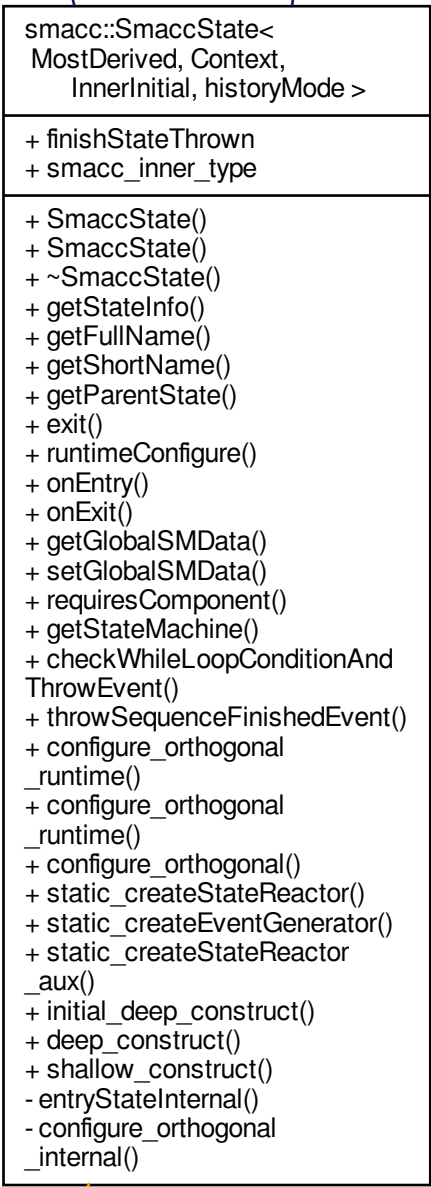 smacc::SmaccState<
MostDerived, Context,
InnerInitial, historyMode >
+ finishStateThrown
+ smacc_inner_type
+ SmaccState()
+ SmaccState()
+ ~SmaccState()
+ getStateInfo()
+ getFullName()
+ getShortName()
+ getParentState()
+ exit()
+ runtimeConfigure()
+ onEntry()
+ onExit()
+ getGlobalSMData()
+ setGlobalSMData()
+ requiresComponent()
+ getStateMachine()
+ checkWhileLoopConditionAnd
ThrowEvent()
+ throwSequenceFinishedEvent()
+ configure_orthogonal
_runtime()
+ configure_orthogonal
_runtime()
+ configure_orthogonal()
+ static_createStateReactor()
+ static_createEventGenerator()
+ static_createStateReactor
_aux()
+ initial_deep_construct()
+ deep_construct()
+ shallow_construct()
- entryStateInternal()
- configure_orthogonal
_internal()